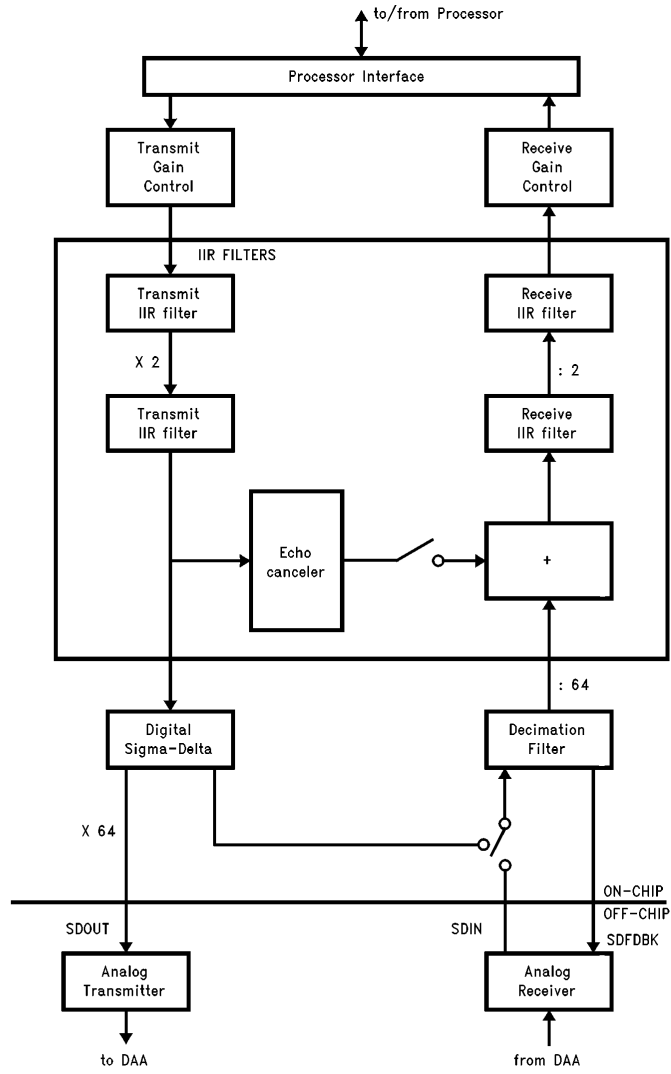 to/from Processor
Processor Interface
Transmit
Gain
Control
Receive
Gain
Control
IIR FILTERS
Transmit
IIR filter
Receive
IIR filter
X 2
: 2
Transmit
IIR filter
Receive
IIR filter
Echo
canceler
+
: 64
Digital
Sigma-Delta
Decimation
Filter
X 64
ON-CHIP
OFF-CHIP
SDOUT
SDIN
SDFDBK
Analog
Transmitter
Analog
Receiver
to DAA
from DAA